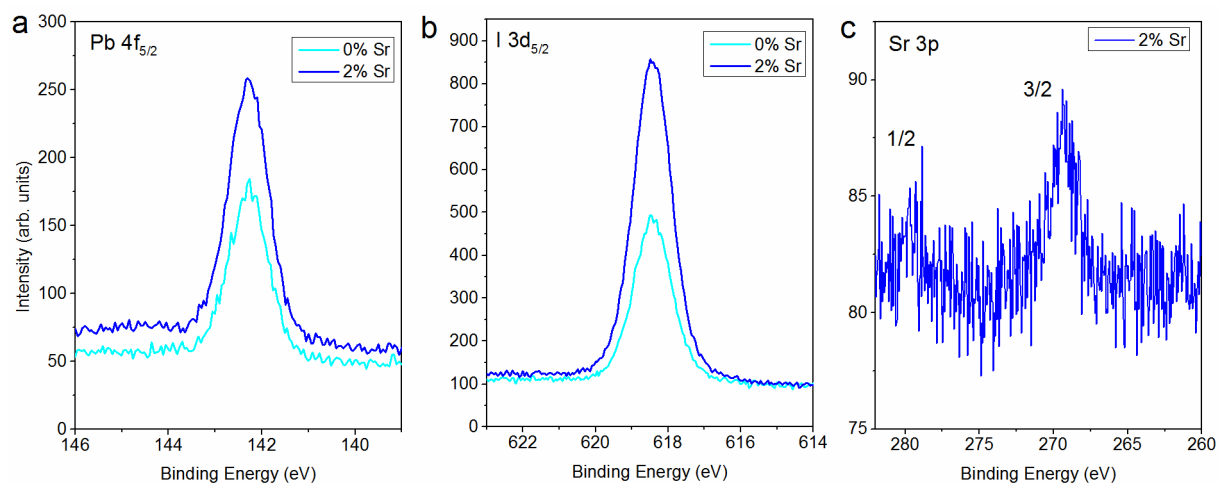 a
Pb 4f5/2
0% Sr
2% Sr
300
250
200
150
100
50
0
146
144
142
140
Intensity (arb. units)
Binding Energy (eV)
b
I 3d5/2
0% Sr
2% Sr
900
800
700
600
500
400
300
200
100
0
622
620
618
616
614
Binding Energy (eV)
c
Sr 3p
2% Sr
3/2
1/2
90
85
80
75
280
275
270
265
260
Binding Energy (eV)